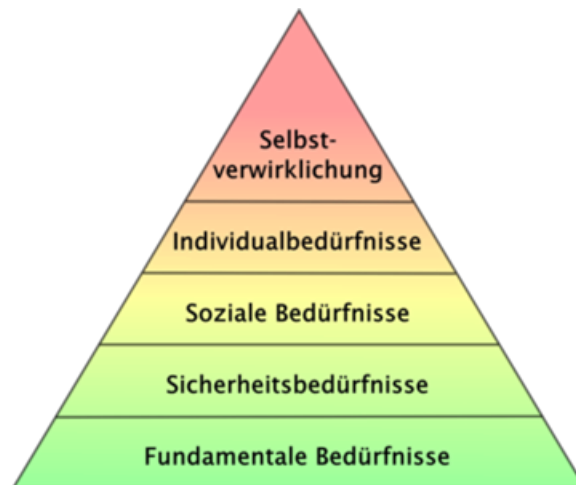 Selbst-
verwirklichung
Individualbedürfnisse
Soziale Bedürfnisse
Sicherheitsbedürfnisse
Fundamentale Bedürfnisse